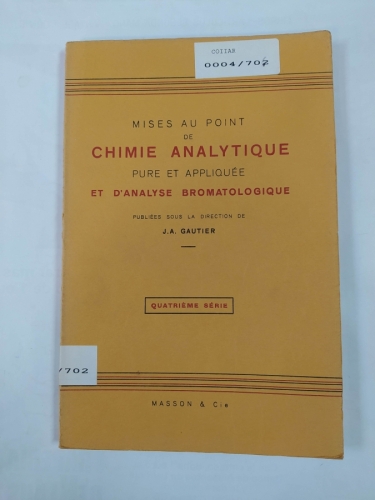 COIIAR
0004/702
MISES AU POINT
DE
CHIMIE ANALYTIQUE
PURE ET APPLIQUÉE
ET D'ANALYSE BROMATOLOGIQUE
PUBLIÉES SOUS LA DIRECTION DE
J.A. GAUTIER
QUATRIÈME SÉRIE
/702
MASSON & Cie